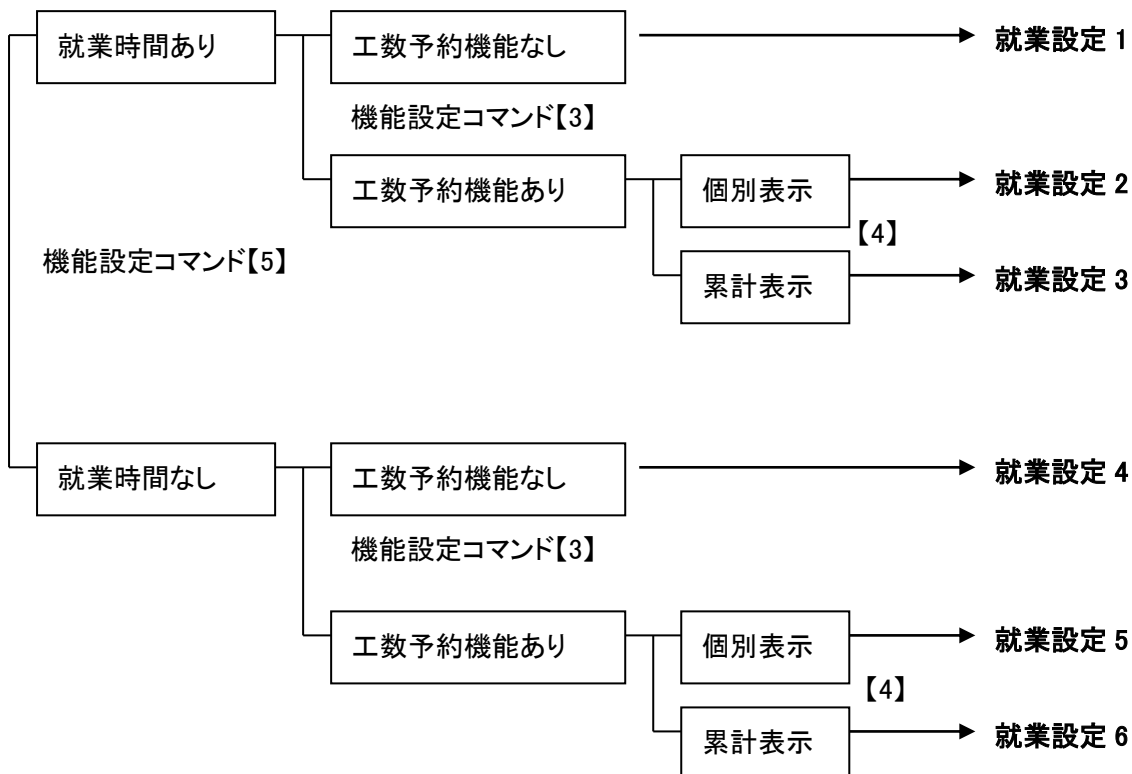 就業時間あり
工数予約機能なし
就業設定 1
機能設定コマンド【3】
工数予約機能あり
個別表示
就業設定 2
【4】
機能設定コマンド【5】
累計表示
就業設定 3
就業時間なし
工数予約機能なし
就業設定 4
機能設定コマンド【3】
工数予約機能あり
個別表示
就業設定 5
【4】
累計表示
就業設定 6